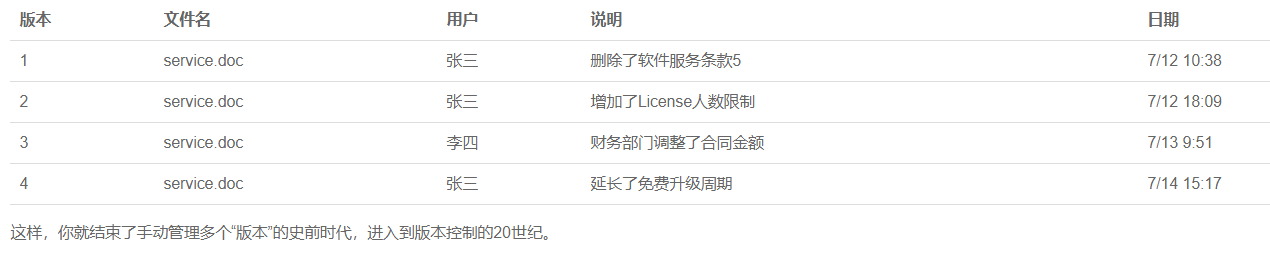 版本 文件名 用户 说明 日期
1 service.doc 张三 删除了软件服务条款5 7/12 10:38
2 service.doc 张三 增加了License人数限制 7/12 18:09
3 service.doc 李四 财务部门调整了合同金额 7/13 9:51
4 service.doc 张三 延长了免费升级周期 7/14 15:17
这样，你就结束了手动管理多个“版本”的史前时代，进入到版本控制的20世纪。